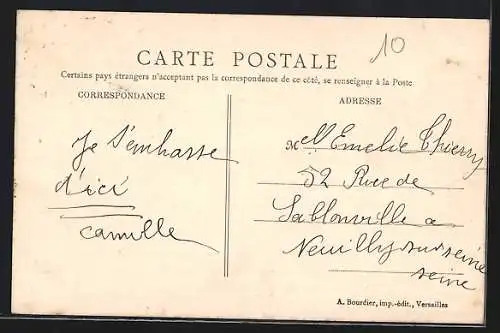 10
CARTE POSTALE
Certains pays étrangers n'acceptant pas la correspondance de ce côté, se renseigner à la Poste
CORRESPONDANCE
Je t'embrasse
d'ici
Camille
ADRESSE
Melle Emelie Thierry
52 Rue de
Sablonville a
Neuilly sur seine
seine
A. Bourdier, imp.-édit., Versailles